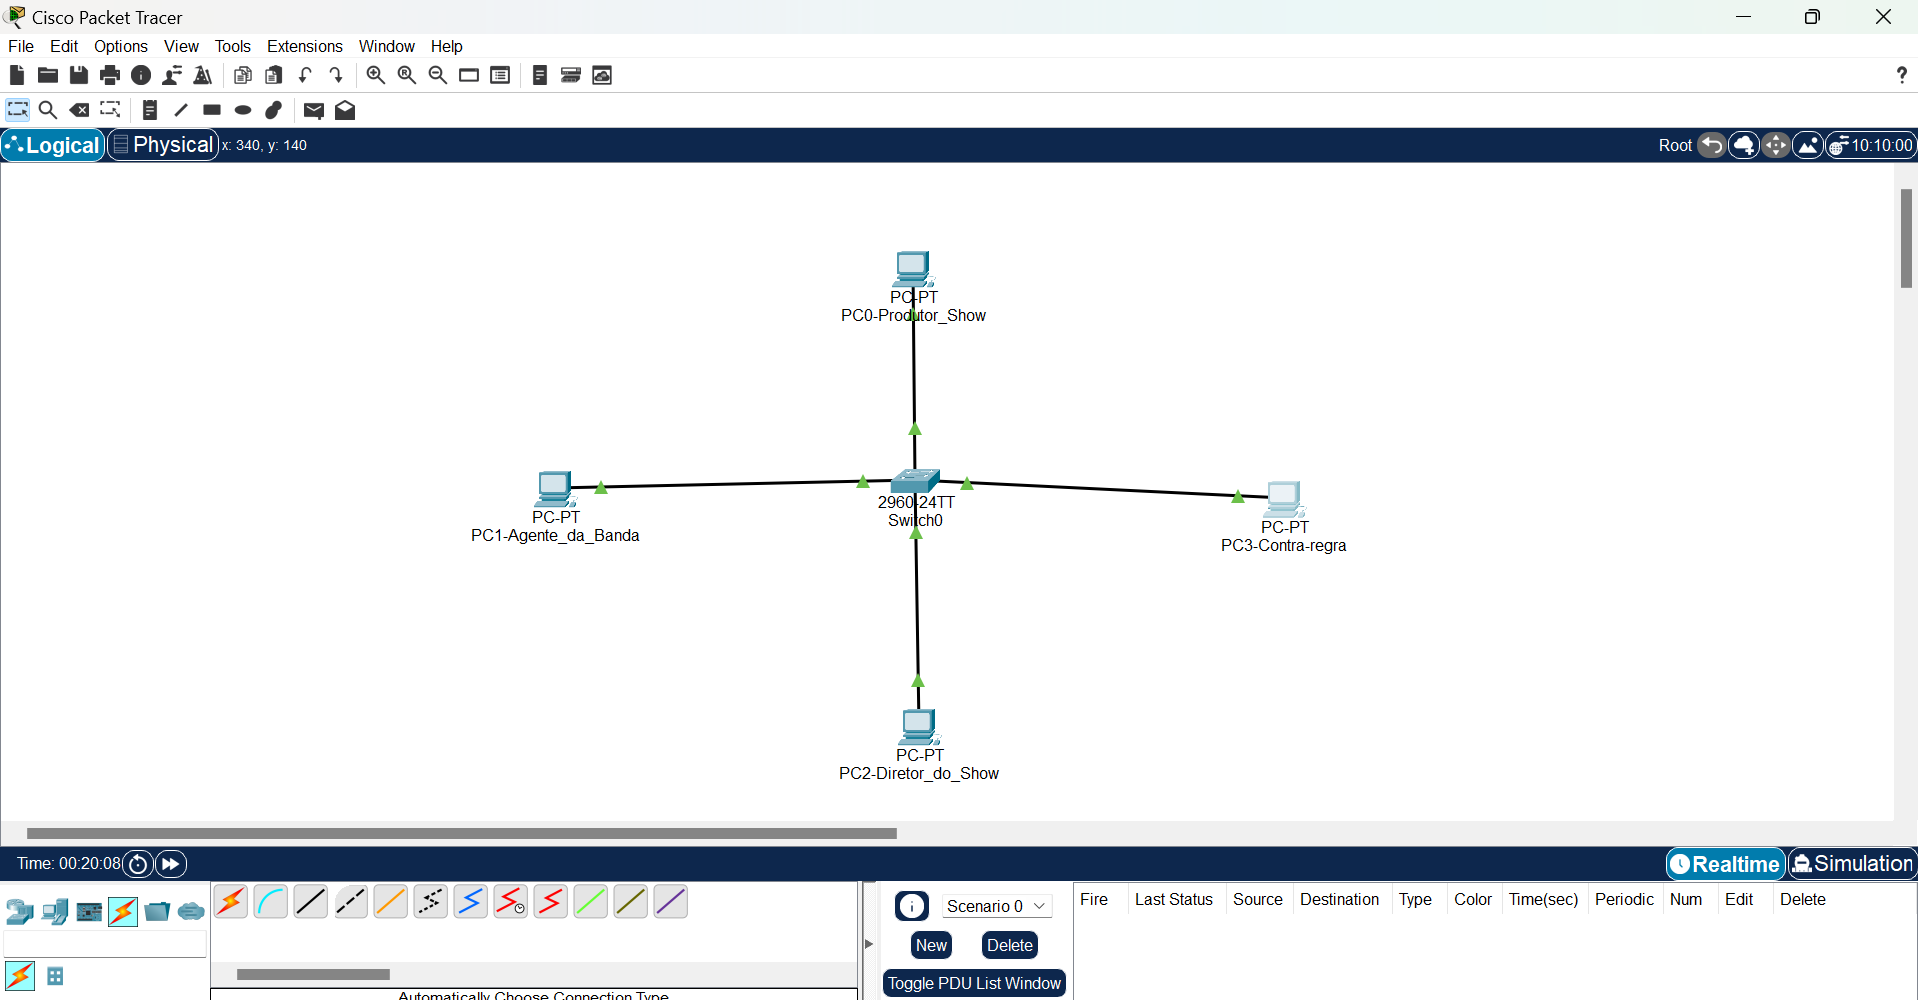 Cisco Packet Tracer
File Edit Options View Tools Extensions Window Help
Logical Physical x: 340, y: 140 Root 10:10:00
PC-PT
PC0-Produtor_Show
PC-PT
PC1-Agente_da_Banda
2960-24TT
Switch0
PC-PT
PC3-Contra-regra
PC-PT
PC2-Diretor_do_Show
Time: 00:20:08 Realtime Simulation
Scenario 0
New Delete
Toggle PDU List Window
Fire Last Status Source Destination Type Color Time(sec) Periodic Num Edit Delete
Automatically Choose Connection Type